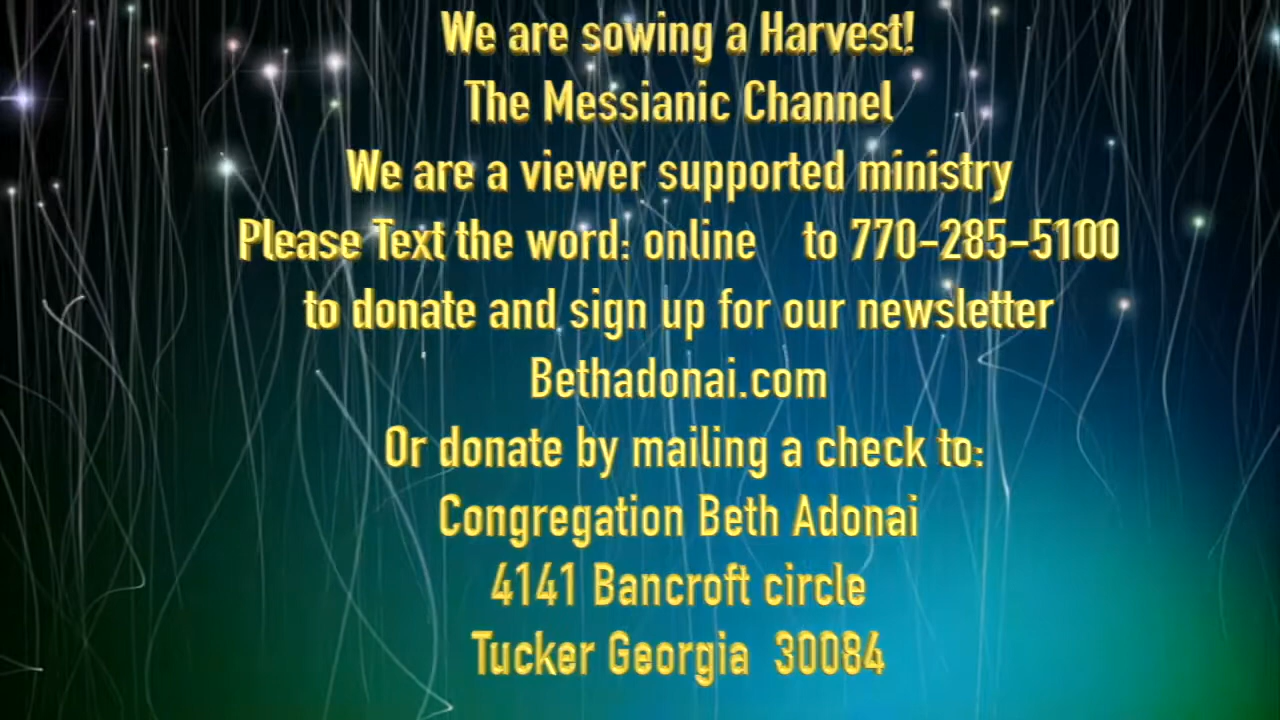 We are sowing a Harvest!
The Messianic Channel
We are a viewer supported ministry
Please Text the word: online to 770-285-5100
to donate and sign up for our newsletter
Bethadonai.com
Or donate by mailing a check to:
Congregation Beth Adonai
4141 Bancroft circle
Tucker Georgia 30084